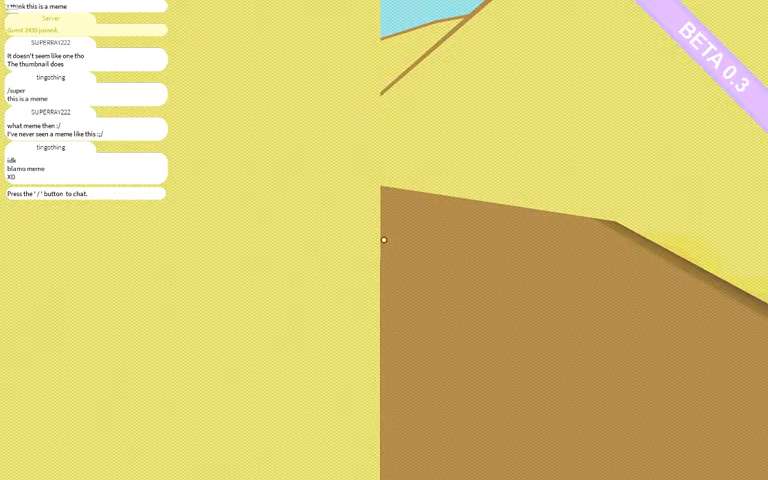 I think this is a meme
Server
Guest 2430 joined.
SUPERRAY222
It doesn't seem like one tho
The thumbnail does
tingothing
/super
this is a meme
SUPERRAY222
what meme then :/
I've never seen a meme like this :;/
tingothing
idk
blamo meme
XD
Press the ' / ' button to chat.
BETA 0.3